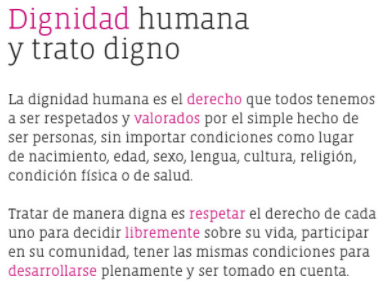 Dignidad humana
y trato digno
La dignidad humana es el derecho que todos tenemos
a ser respetados y valorados por el simple hecho de
ser personas, sin importar condiciones como lugar
de nacimiento, edad, sexo, lengua, cultura, religión,
condición física o de salud.
Tratar de manera digna es respetar el derecho de cada
uno para decidir libremente sobre su vida, participar
en su comunidad, tener las mismas condiciones para
desarrollarse plenamente y ser tomado en cuenta.